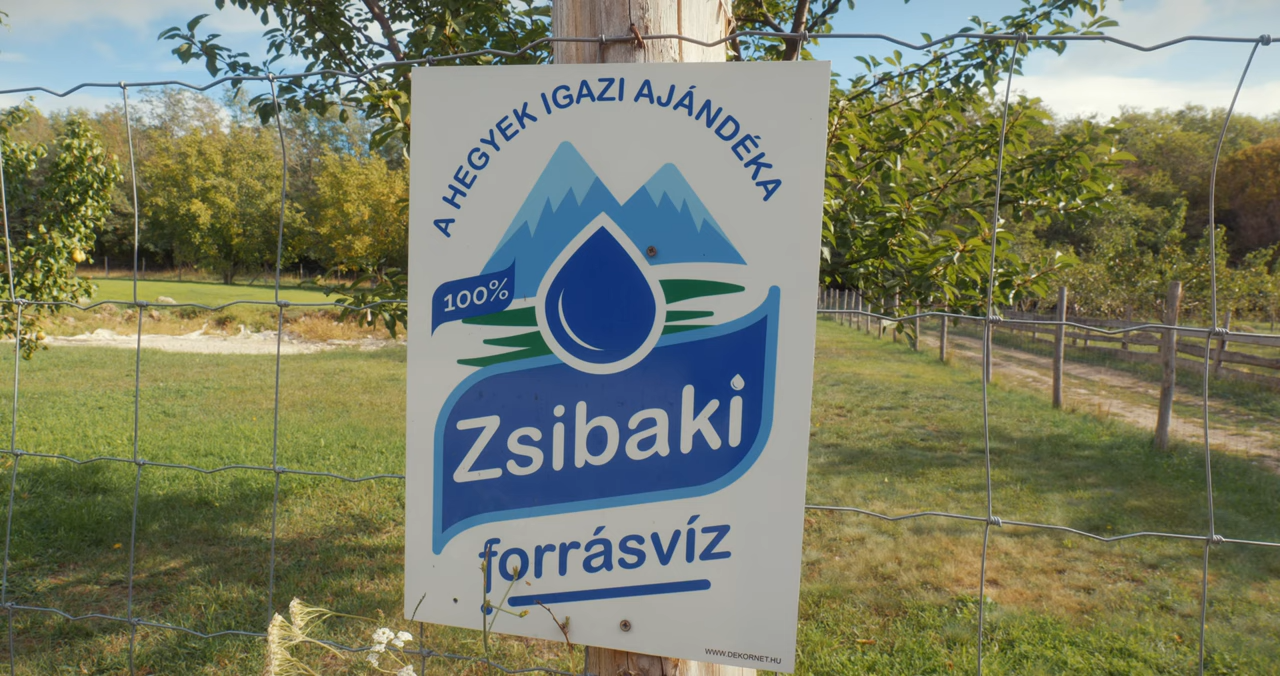 A HEGYEK IGAZI AJÁNDÉKA
100%
Zsibaki
forrásvíz
WWW.DEKORNET.HU